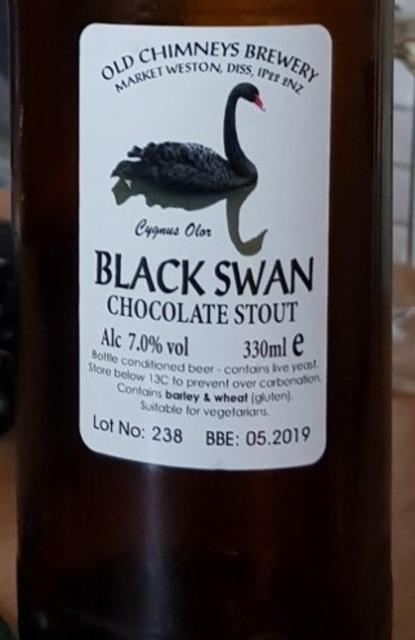 OLD CHIMNEYS BREWERY
MARKET WESTON, DISS, IP22 2NZ
Cygnus Olor
BLACK SWAN
CHOCOLATE STOUT
Alc 7.0% vol 330ml e
Bottle conditioned beer - contains live yeast.
Store below 13C to prevent over carbonation.
Contains barley & wheat (gluten).
Suitable for vegetarians.
Lot No: 238 BBE: 05.2019